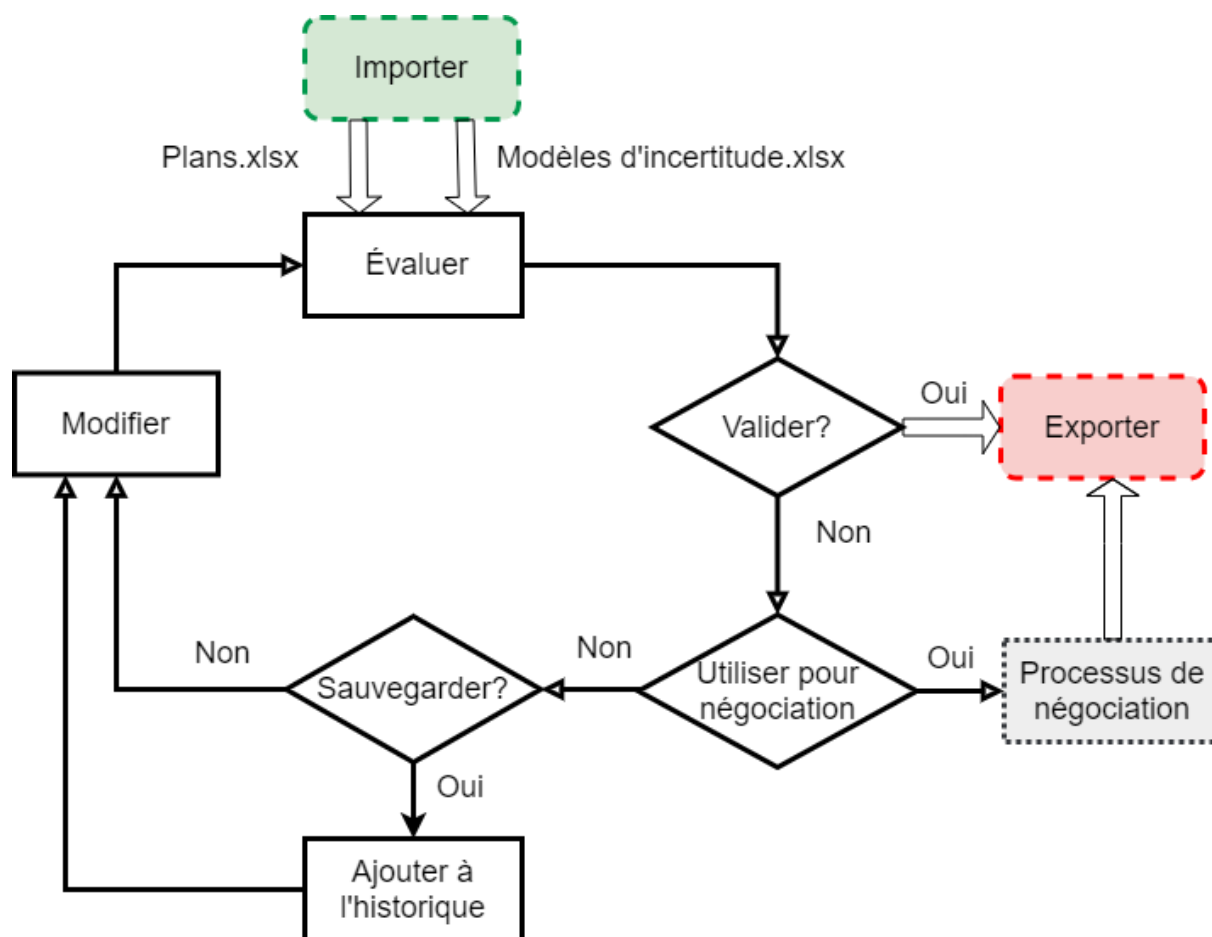 Importer
Plans.xlsx
Modèles d'incertitude.xlsx
Évaluer
Modifier
Valider?
Oui
Exporter
Non
Non
Sauvegarder?
Non
Utiliser pour
négociation
Oui
Processus de
négociation
Oui
Ajouter à
l'historique